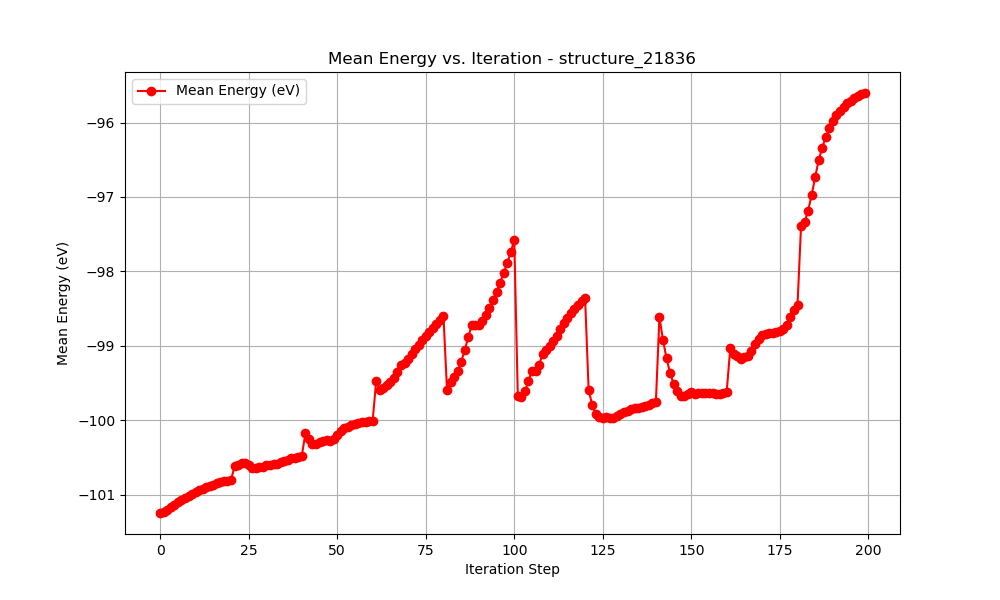 Mean Energy vs. Iteration - structure_21836
Mean Energy (eV)
Mean Energy (eV)
−96
−97
−98
−99
−100
−101
0 25 50 75 100 125 150 175 200
Iteration Step